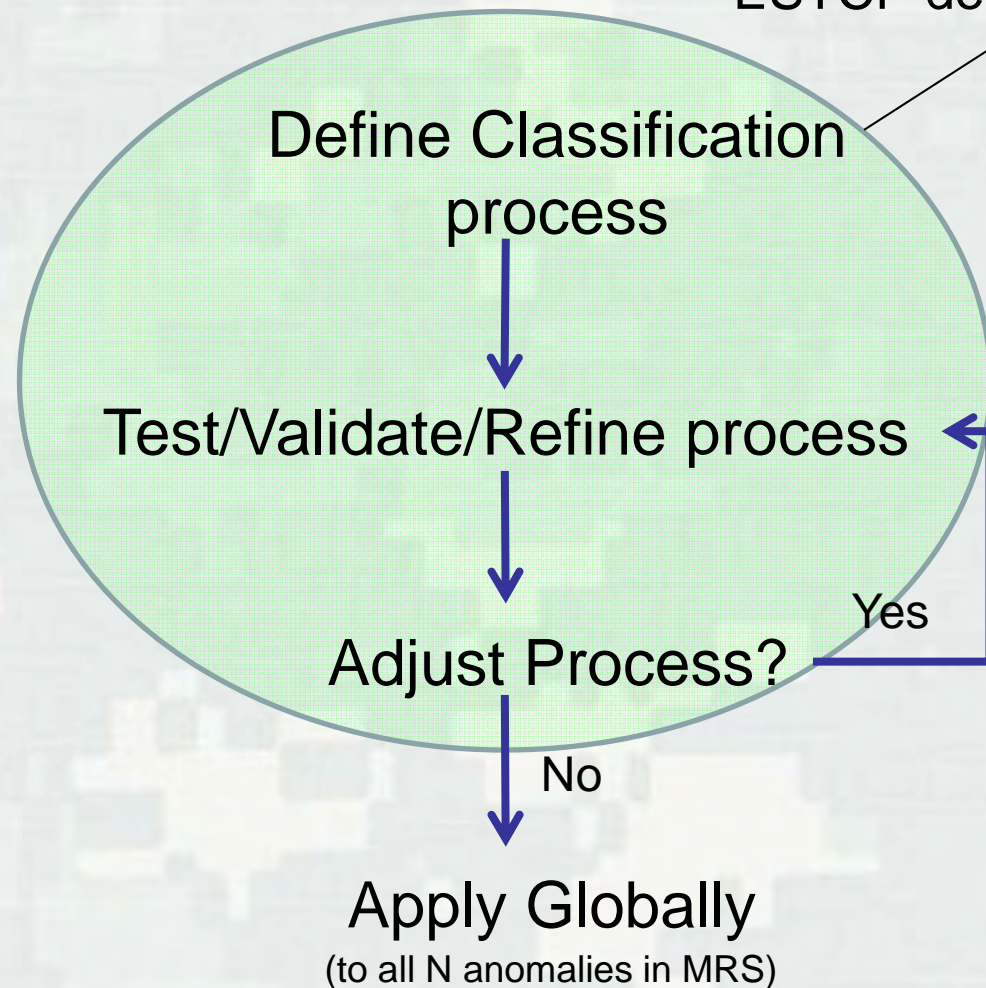 Define Classification
process
Test/Validate/Refine process
Yes
Adjust Process?
No
Apply Globally
(to all N anomalies in MRS)